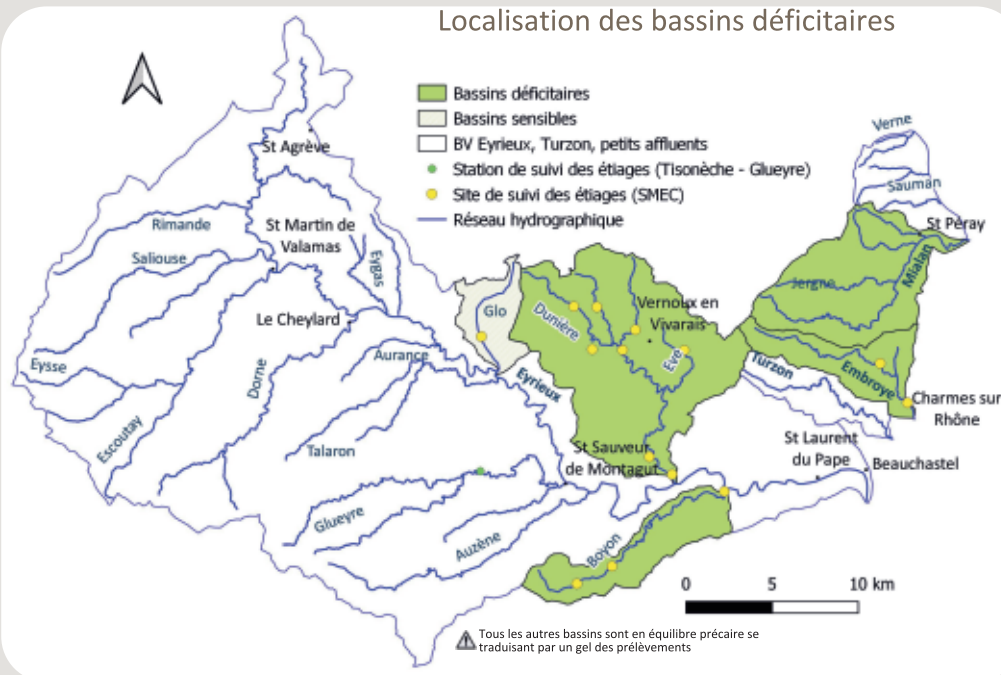 Localisation des bassins déficitaires
Bassins déficitaires
Bassins sensibles
BV Eyrieux, Turzon, petits affluents
Station de suivi des étiages (Tisonèche - Glueyre)
Site de suivi des étiages (SMEC)
Réseau hydrographique
Verne
Sauman
St Péray
Mialan
Jergne
St Agrève
Rimande
St Martin de
Valamas
Saliouse
Eygas
Glo
Dunière
Vernoux en
Vivarais
Eve
Le Cheylard
Aurance
Eyrieux
Turzon
Embroye
Charmes sur
Rhône
Eysse
Dorne
Escoutay
Talaron
St Sauveur
de Montagut
St Laurent
du Pape
Beauchastel
Glueyre
Auzène
Boyon
0 5 10 km
Tous les autres bassins sont en équilibre précaire se
traduisant par un gel des prélèvements